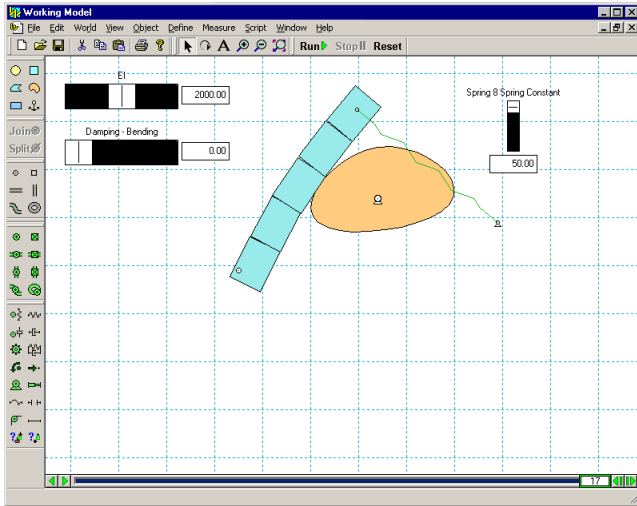 Working Model
File Edit World View Object Define Measure Script Window Help
Run Stop Reset
EI
2000.00
Spring 8 Spring Constant
50.00
Damping - Bending
0.00
Join
Split
17